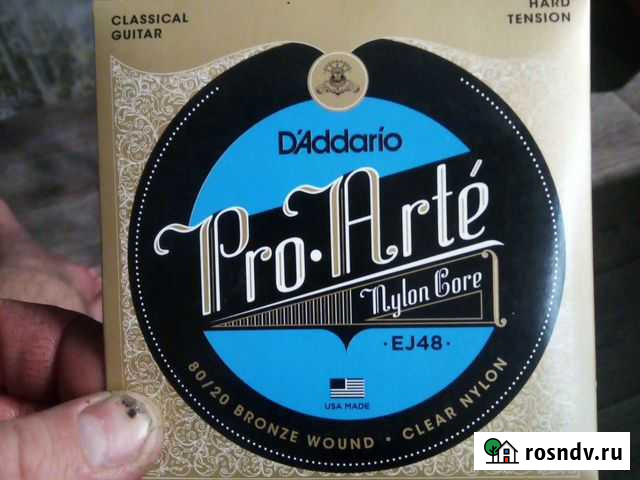 CLASSICAL
GUITAR
HARD
TENSION
D'Addario
Pro·Arté
Nylon Core
·EJ48·
USA MADE
80/20 BRONZE WOUND · CLEAR NYLON
rosndv.ru